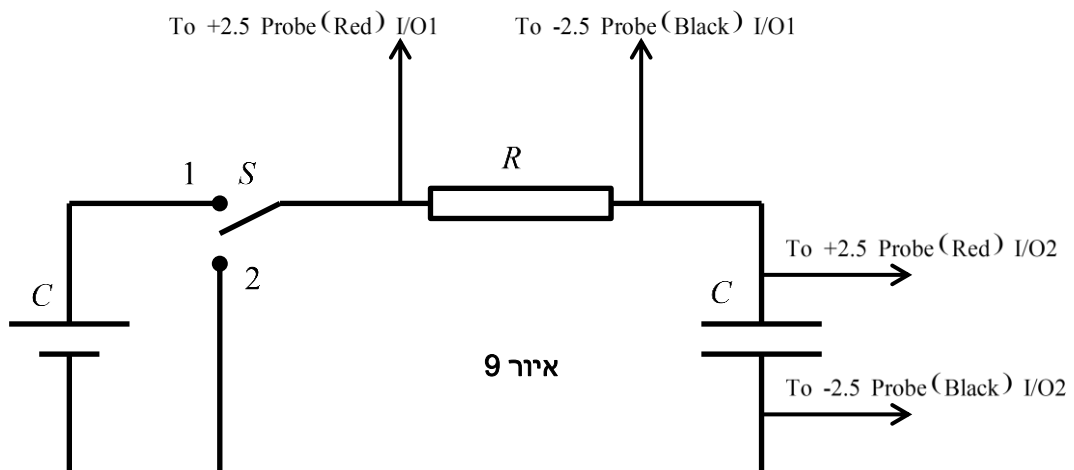 To +2.5 Probe(Red) I/O1
To -2.5 Probe(Black) I/O1
1
S
R
2
To +2.5 Probe(Red) I/O2
C
C
איור 9
To -2.5 Probe(Black) I/O2